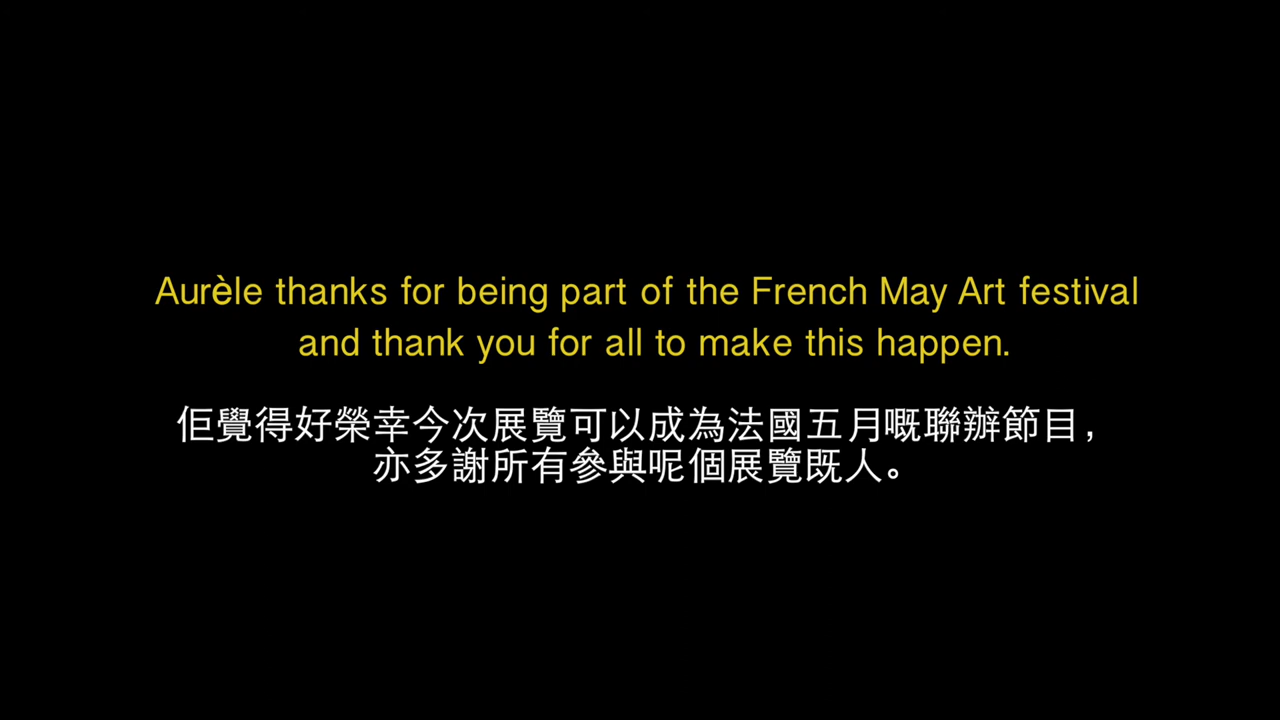 Aurèle thanks for being part of the French May Art festival
and thank you for all to make this happen.
佢覺得好榮幸今次展覽可以成為法國五月嘅聯辦節目，
亦多謝所有參與呢個展覽既人。